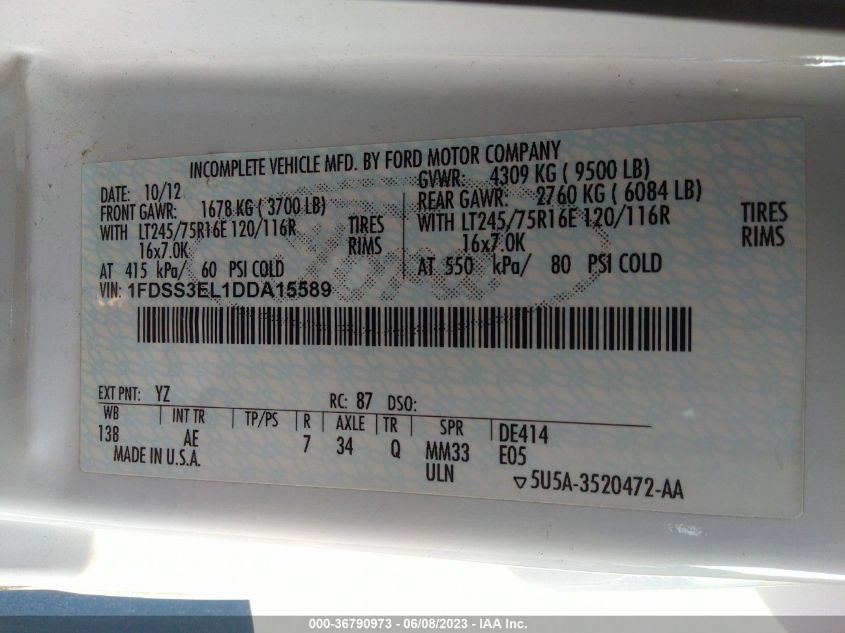 INCOMPLETE VEHICLE MFD. BY FORD MOTOR COMPANY
DATE: 10/12
GVWR: 4309 KG ( 9500 LB)
FRONT GAWR: 1678 KG ( 3700 LB)
REAR GAWR: 2760 KG ( 6084 LB)
WITH LT245/75R16E 120/116R TIRES
WITH LT245/75R16E 120/116R TIRES
16x7.0K RIMS
16x7.0K RIMS
AT 415 kPa/ 60 PSI COLD
AT 550 kPa/ 80 PSI COLD
VIN: 1FDSS3EL1DDA15589
EXT PNT: YZ RC: 87 DSO:
WB INT TR TP/PS R AXLE TR SPR DE414
138 AE 7 34 Q MM33 E05
MADE IN U.S.A. ULN ▽5U5A-3520472-AA
000-36790973 - 06/08/2023 - IAA Inc.